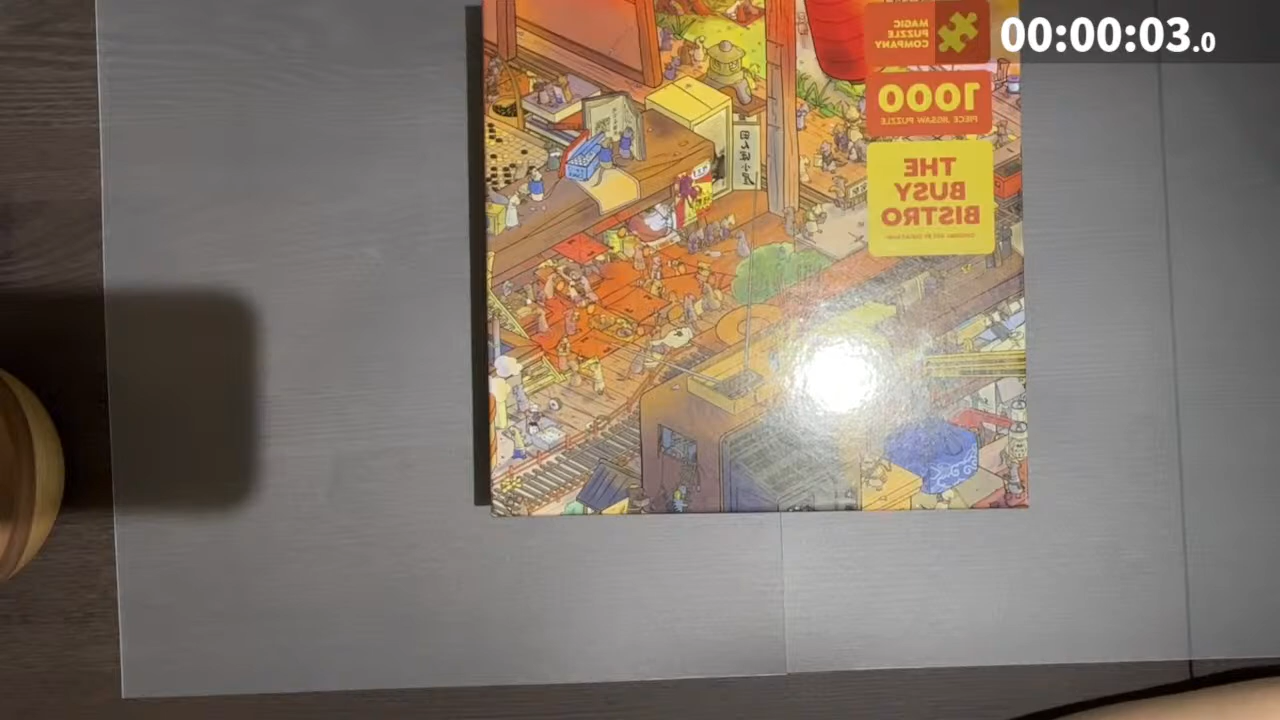 00:00:03.0
MAGIC
PUZZLE
COMPANY
1000
PIECE JIGSAW PUZZLE
THE
BUSY
BISTRO